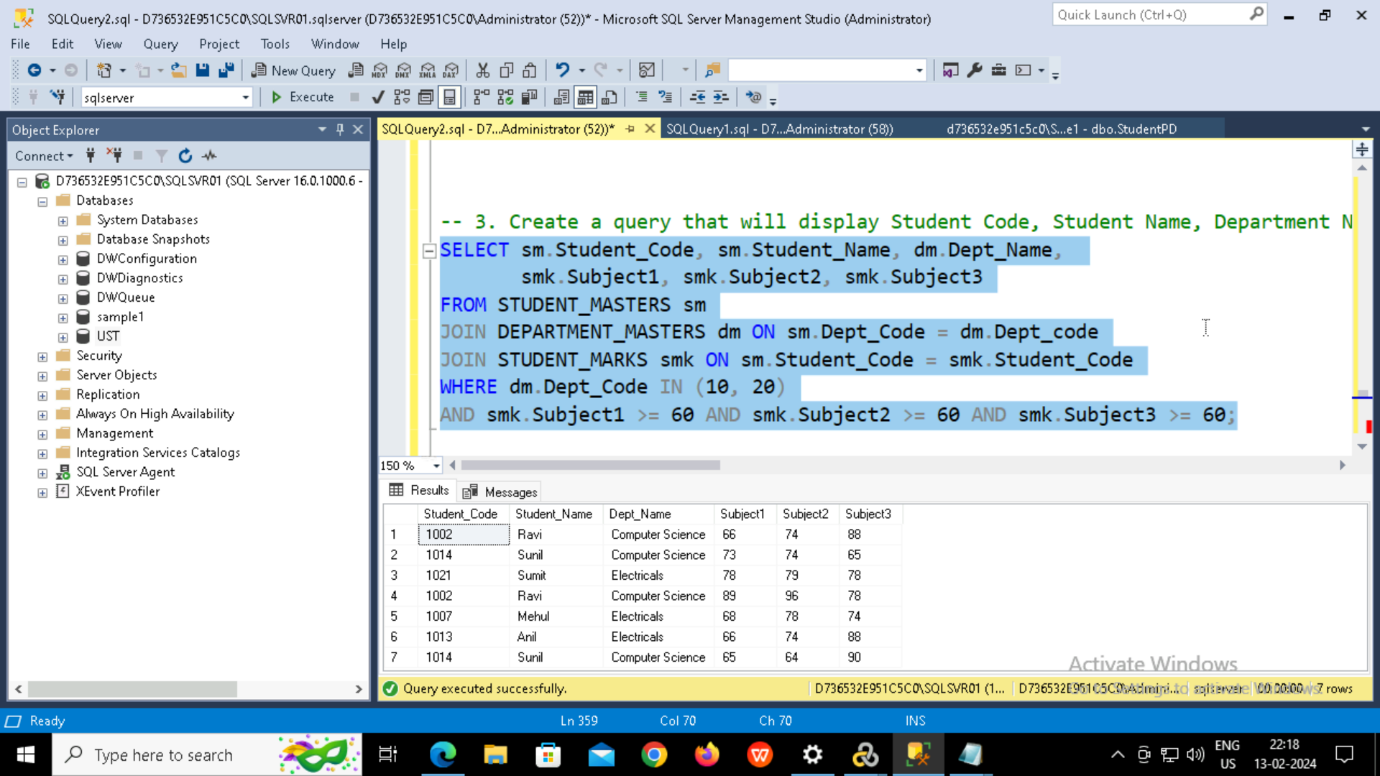 SQLQuery2.sql - D736532E951C5C0\SQLSVR01.sqlserver (D736532E951C5C0\Administrator (52))* - Microsoft SQL Server Management Studio (Administrator)
Quick Launch (Ctrl+Q)
File Edit View Query Project Tools Window Help
New Query
MDX DMX XMLA DAX
sqlserver
Execute
Object Explorer
SQLQuery2.sql - D7...Administrator (52))*
SQLQuery1.sql - D7...Administrator (58))
d736532e951c5c0\S...e1 - dbo.StudentPD
Connect
D736532E951C5C0\SQLSVR01 (SQL Server 16.0.1000.6 -
Databases
System Databases
Database Snapshots
DWConfiguration
DWDiagnostics
DWQueue
sample1
UST
Security
Server Objects
Replication
Always On High Availability
Management
Integration Services Catalogs
SQL Server Agent
XEvent Profiler
-- 3. Create a query that will display Student Code, Student Name, Department N
SELECT sm.Student_Code, sm.Student_Name, dm.Dept_Name,
smk.Subject1, smk.Subject2, smk.Subject3
FROM STUDENT_MASTERS sm
JOIN DEPARTMENT_MASTERS dm ON sm.Dept_Code = dm.Dept_code
JOIN STUDENT_MARKS smk ON sm.Student_Code = smk.Student_Code
WHERE dm.Dept_Code IN (10, 20)
AND smk.Subject1 >= 60 AND smk.Subject2 >= 60 AND smk.Subject3 >= 60;
150 %
Results Messages
Student_Code Student_Name Dept_Name Subject1 Subject2 Subject3
1 1002 Ravi Computer Science 66 74 88
2 1014 Sunil Computer Science 73 74 65
3 1021 Sumit Electricals 78 79 78
4 1002 Ravi Computer Science 89 96 78
5 1007 Mehul Electricals 68 78 74
6 1013 Anil Electricals 66 74 88
7 1014 Sunil Computer Science 65 64 90
Activate Windows
Go to Settings to activate Windows.
Query executed successfully.
D736532E951C5C0\SQLSVR01 (1... D736532E951C5C0\Admini... sqlserver 00:00:00 7 rows
Ready Ln 359 Col 70 Ch 70 INS
Type here to search
ENG
US
22:18
13-02-2024